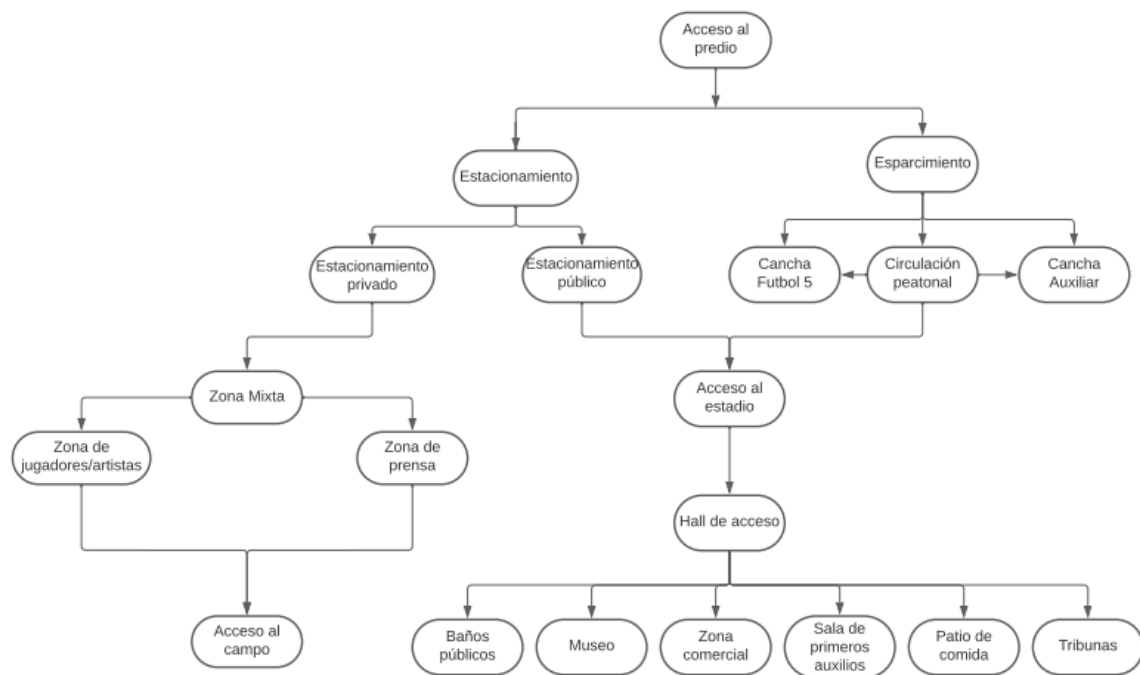 Acceso al
predio
Estacionamiento
Esparcimiento
Estacionamiento
privado
Estacionamiento
público
Cancha
Futbol 5
Circulación
peatonal
Cancha
Auxiliar
Zona Mixta
Acceso al
estadio
Zona de
jugadores/artistas
Zona de
prensa
Hall de acceso
Acceso al
campo
Baños
públicos
Museo
Zona
comercial
Sala de
primeros
auxilios
Patio de
comida
Tribunas